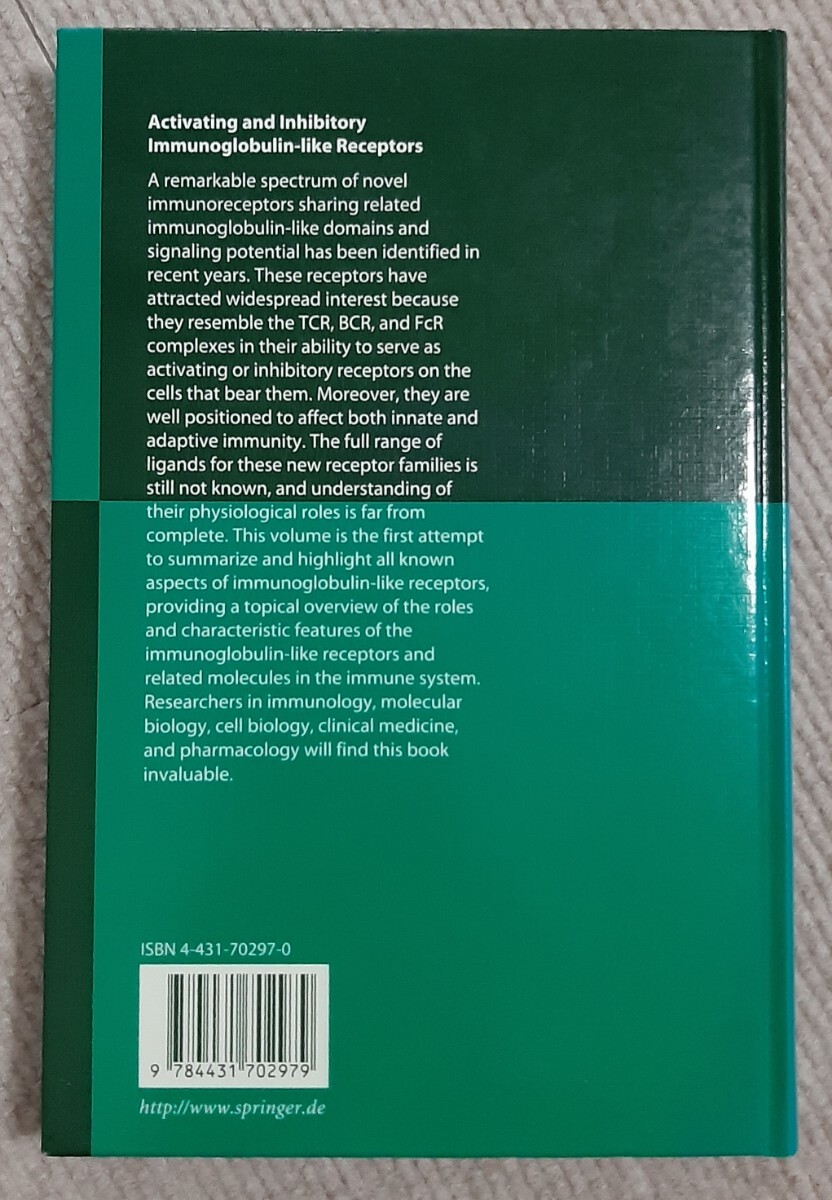 Activating and Inhibitory
Immunoglobulin-like Receptors
A remarkable spectrum of novel
immunoreceptors sharing related
immunoglobulin-like domains and
signaling potential has been identified in
recent years. These receptors have
attracted widespread interest because
they resemble the TCR, BCR, and FcR
complexes in their ability to serve as
activating or inhibitory receptors on the
cells that bear them. Moreover, they are
well positioned to affect both innate and
adaptive immunity. The full range of
ligands for these new receptor families is
still not known, and understanding of
their physiological roles is far from
complete. This volume is the first attempt
to summarize and highlight all known
aspects of immunoglobulin-like receptors,
providing a topical overview of the roles
and characteristic features of the
immunoglobulin-like receptors and
related molecules in the immune system.
Researchers in immunology, molecular
biology, cell biology, clinical medicine,
and pharmacology will find this book
invaluable.
ISBN 4-431-70297-0
9 784431 702979
http://www.springer.de